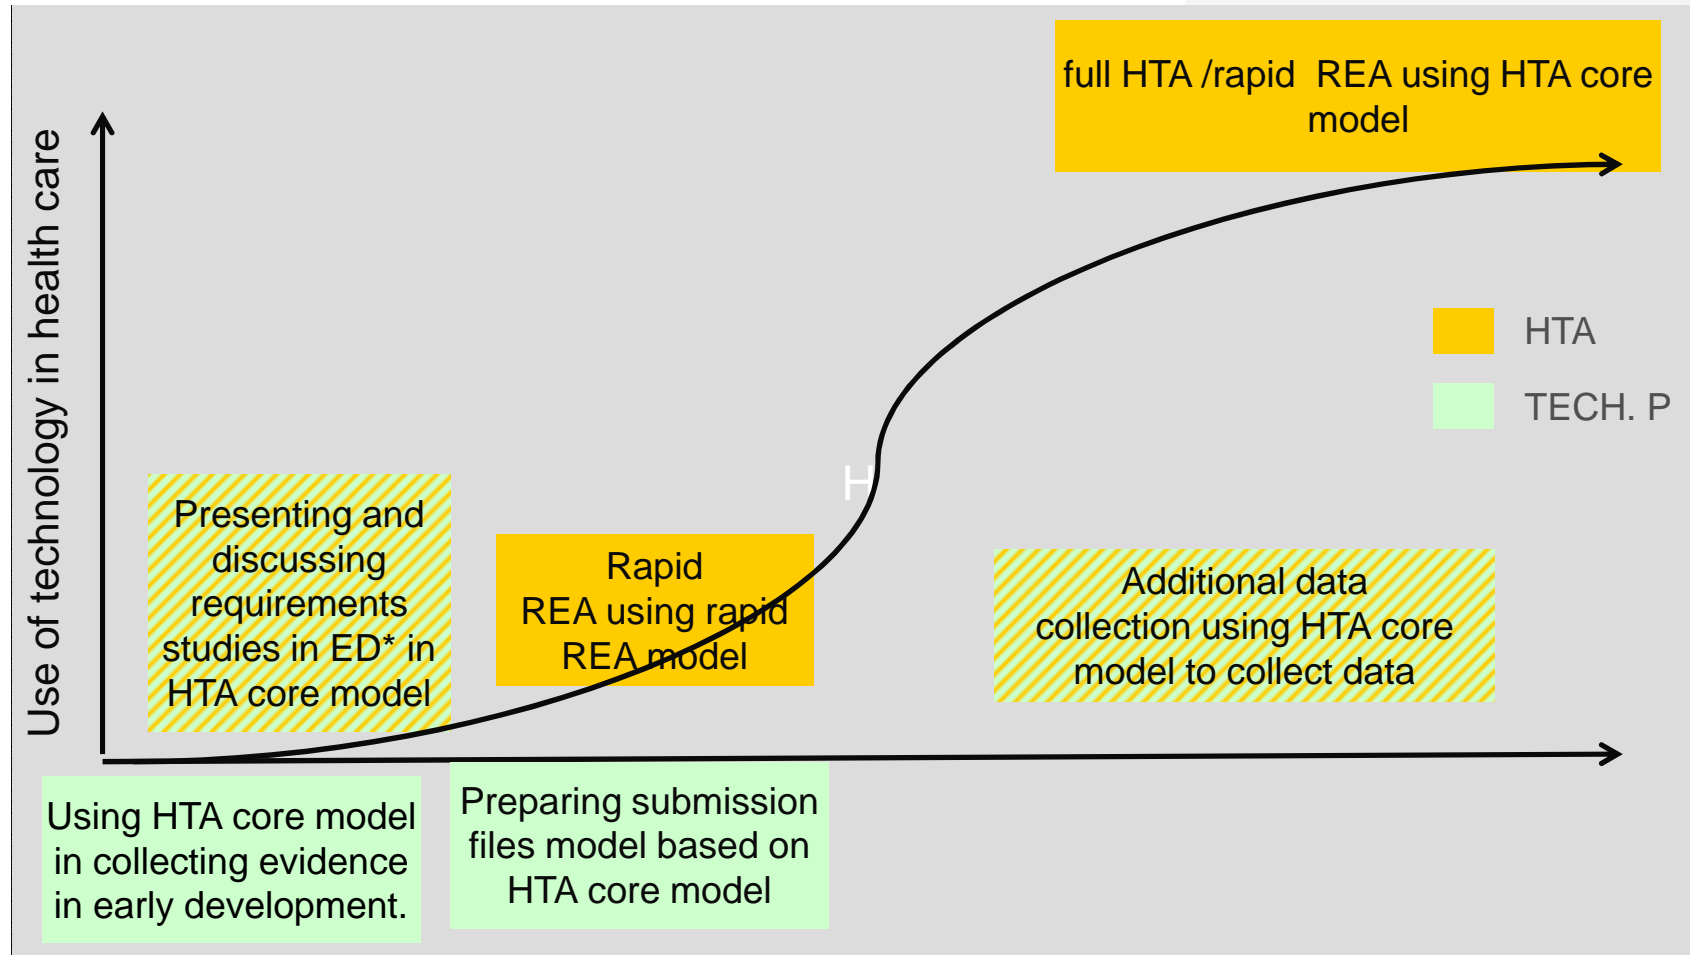 full HTA /rapid  REA using HTA core
model
Use of technology in health care
HTA
TECH. P
H
Presenting and
discussing
requirements
studies in ED* in
HTA core model
Rapid
REA using rapid
REA model
Additional data
collection using HTA core
model to collect data
Using HTA core model
in collecting evidence
in early development.
Preparing submission
files model based on
HTA core model